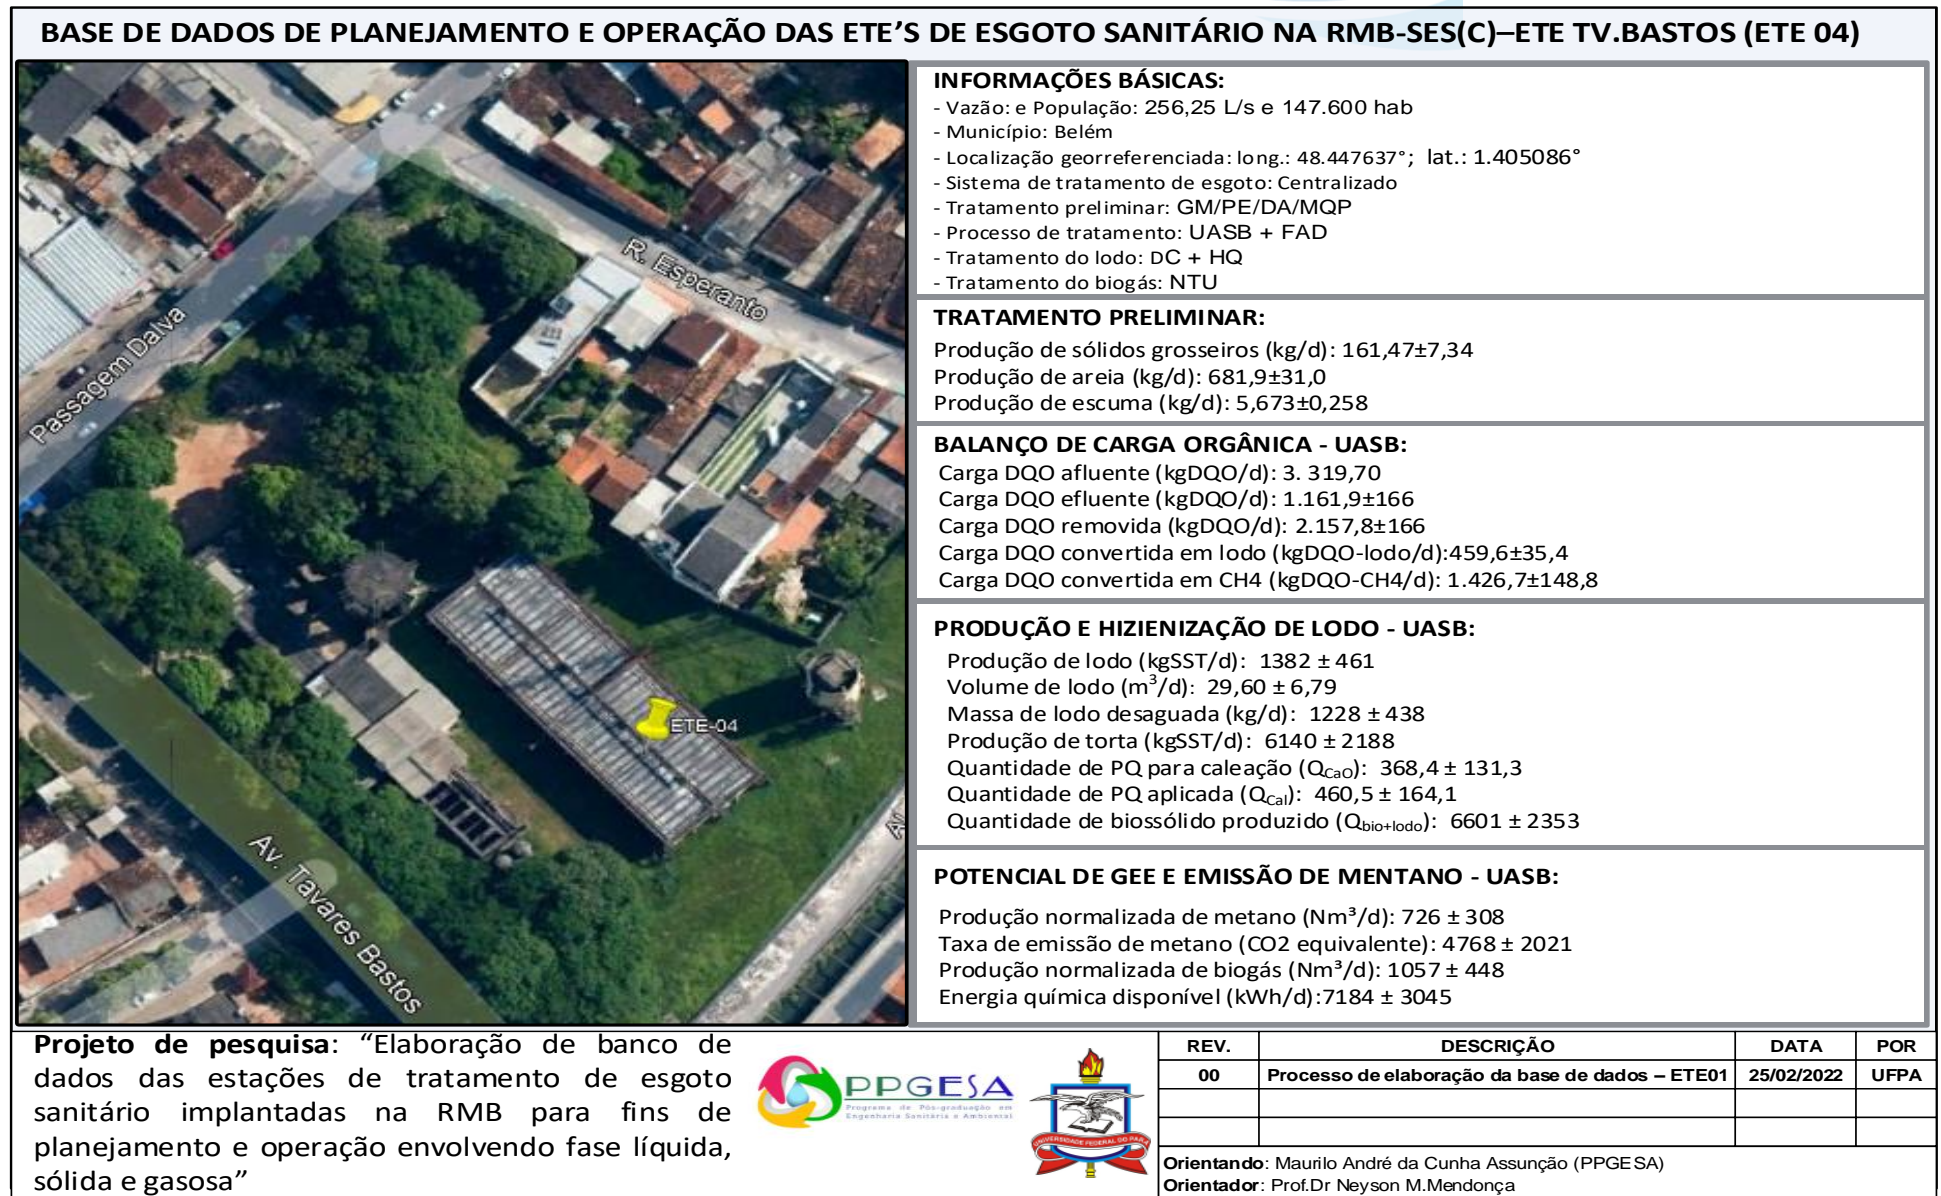 BASE DE DADOS DE PLANEJAMENTO E OPERAÇÃO DAS ETE'S DE ESGOTO SANITÁRIO NA RMB-SES(C)–ETE TV.BASTOS (ETE 04)
R. Esperanto
Passagem Dalva
ETE-04
Av. Tavares Bastos
INFORMAÇÕES BÁSICAS:
- Vazão: e População: 256,25 L/s e 147.600 hab
- Município: Belém
- Localização georreferenciada: long.: 48.447637°; lat.: 1.405086°
- Sistema de tratamento de esgoto: Centralizado
- Tratamento preliminar: GM/PE/DA/MQP
- Processo de tratamento: UASB + FAD
- Tratamento do lodo: DC + HQ
- Tratamento do biogás: NTU
TRATAMENTO PRELIMINAR:
Produção de sólidos grosseiros (kg/d): 161,47±7,34
Produção de areia (kg/d): 681,9±31,0
Produção de escuma (kg/d): 5,673±0,258
BALANÇO DE CARGA ORGÂNICA - UASB:
Carga DQO afluente (kgDQO/d): 3. 319,70
Carga DQO efluente (kgDQO/d): 1.161,9±166
Carga DQO removida (kgDQO/d): 2.157,8±166
Carga DQO convertida em lodo (kgDQO-lodo/d):459,6±35,4
Carga DQO convertida em CH4 (kgDQO-CH4/d): 1.426,7±148,8
PRODUÇÃO E HIZIENIZAÇÃO DE LODO - UASB:
Produção de lodo (kgSST/d): 1382 ± 461
Volume de lodo (m³/d): 29,60 ± 6,79
Massa de lodo desaguada (kg/d): 1228 ± 438
Produção de torta (kgSST/d): 6140 ± 2188
Quantidade de PQ para caleação (QCaO): 368,4 ± 131,3
Quantidade de PQ aplicada (QCal): 460,5 ± 164,1
Quantidade de biossólido produzido (Qbio+lodo): 6601 ± 2353
POTENCIAL DE GEE E EMISSÃO DE MENTANO - UASB:
Produção normalizada de metano (Nm³/d): 726 ± 308
Taxa de emissão de metano (CO2 equivalente): 4768 ± 2021
Produção normalizada de biogás (Nm³/d): 1057 ± 448
Energia química disponível (kWh/d):7184 ± 3045
Projeto de pesquisa: “Elaboração de banco de
dados das estações de tratamento de esgoto
sanitário implantadas na RMB para fins de
planejamento e operação envolvendo fase líquida,
sólida e gasosa”
PPGESA
Programa de Pós-graduação em
Engenharia Sanitária e Ambiental
UNIVERSIDADE FEDERAL DO PARÁ
REV. DESCRIÇÃO DATA POR
00 Processo de elaboração da base de dados – ETE01 25/02/2022 UFPA
Orientando: Maurilo André da Cunha Assunção (PPGESA)
Orientador: Prof.Dr Neyson M.Mendonça